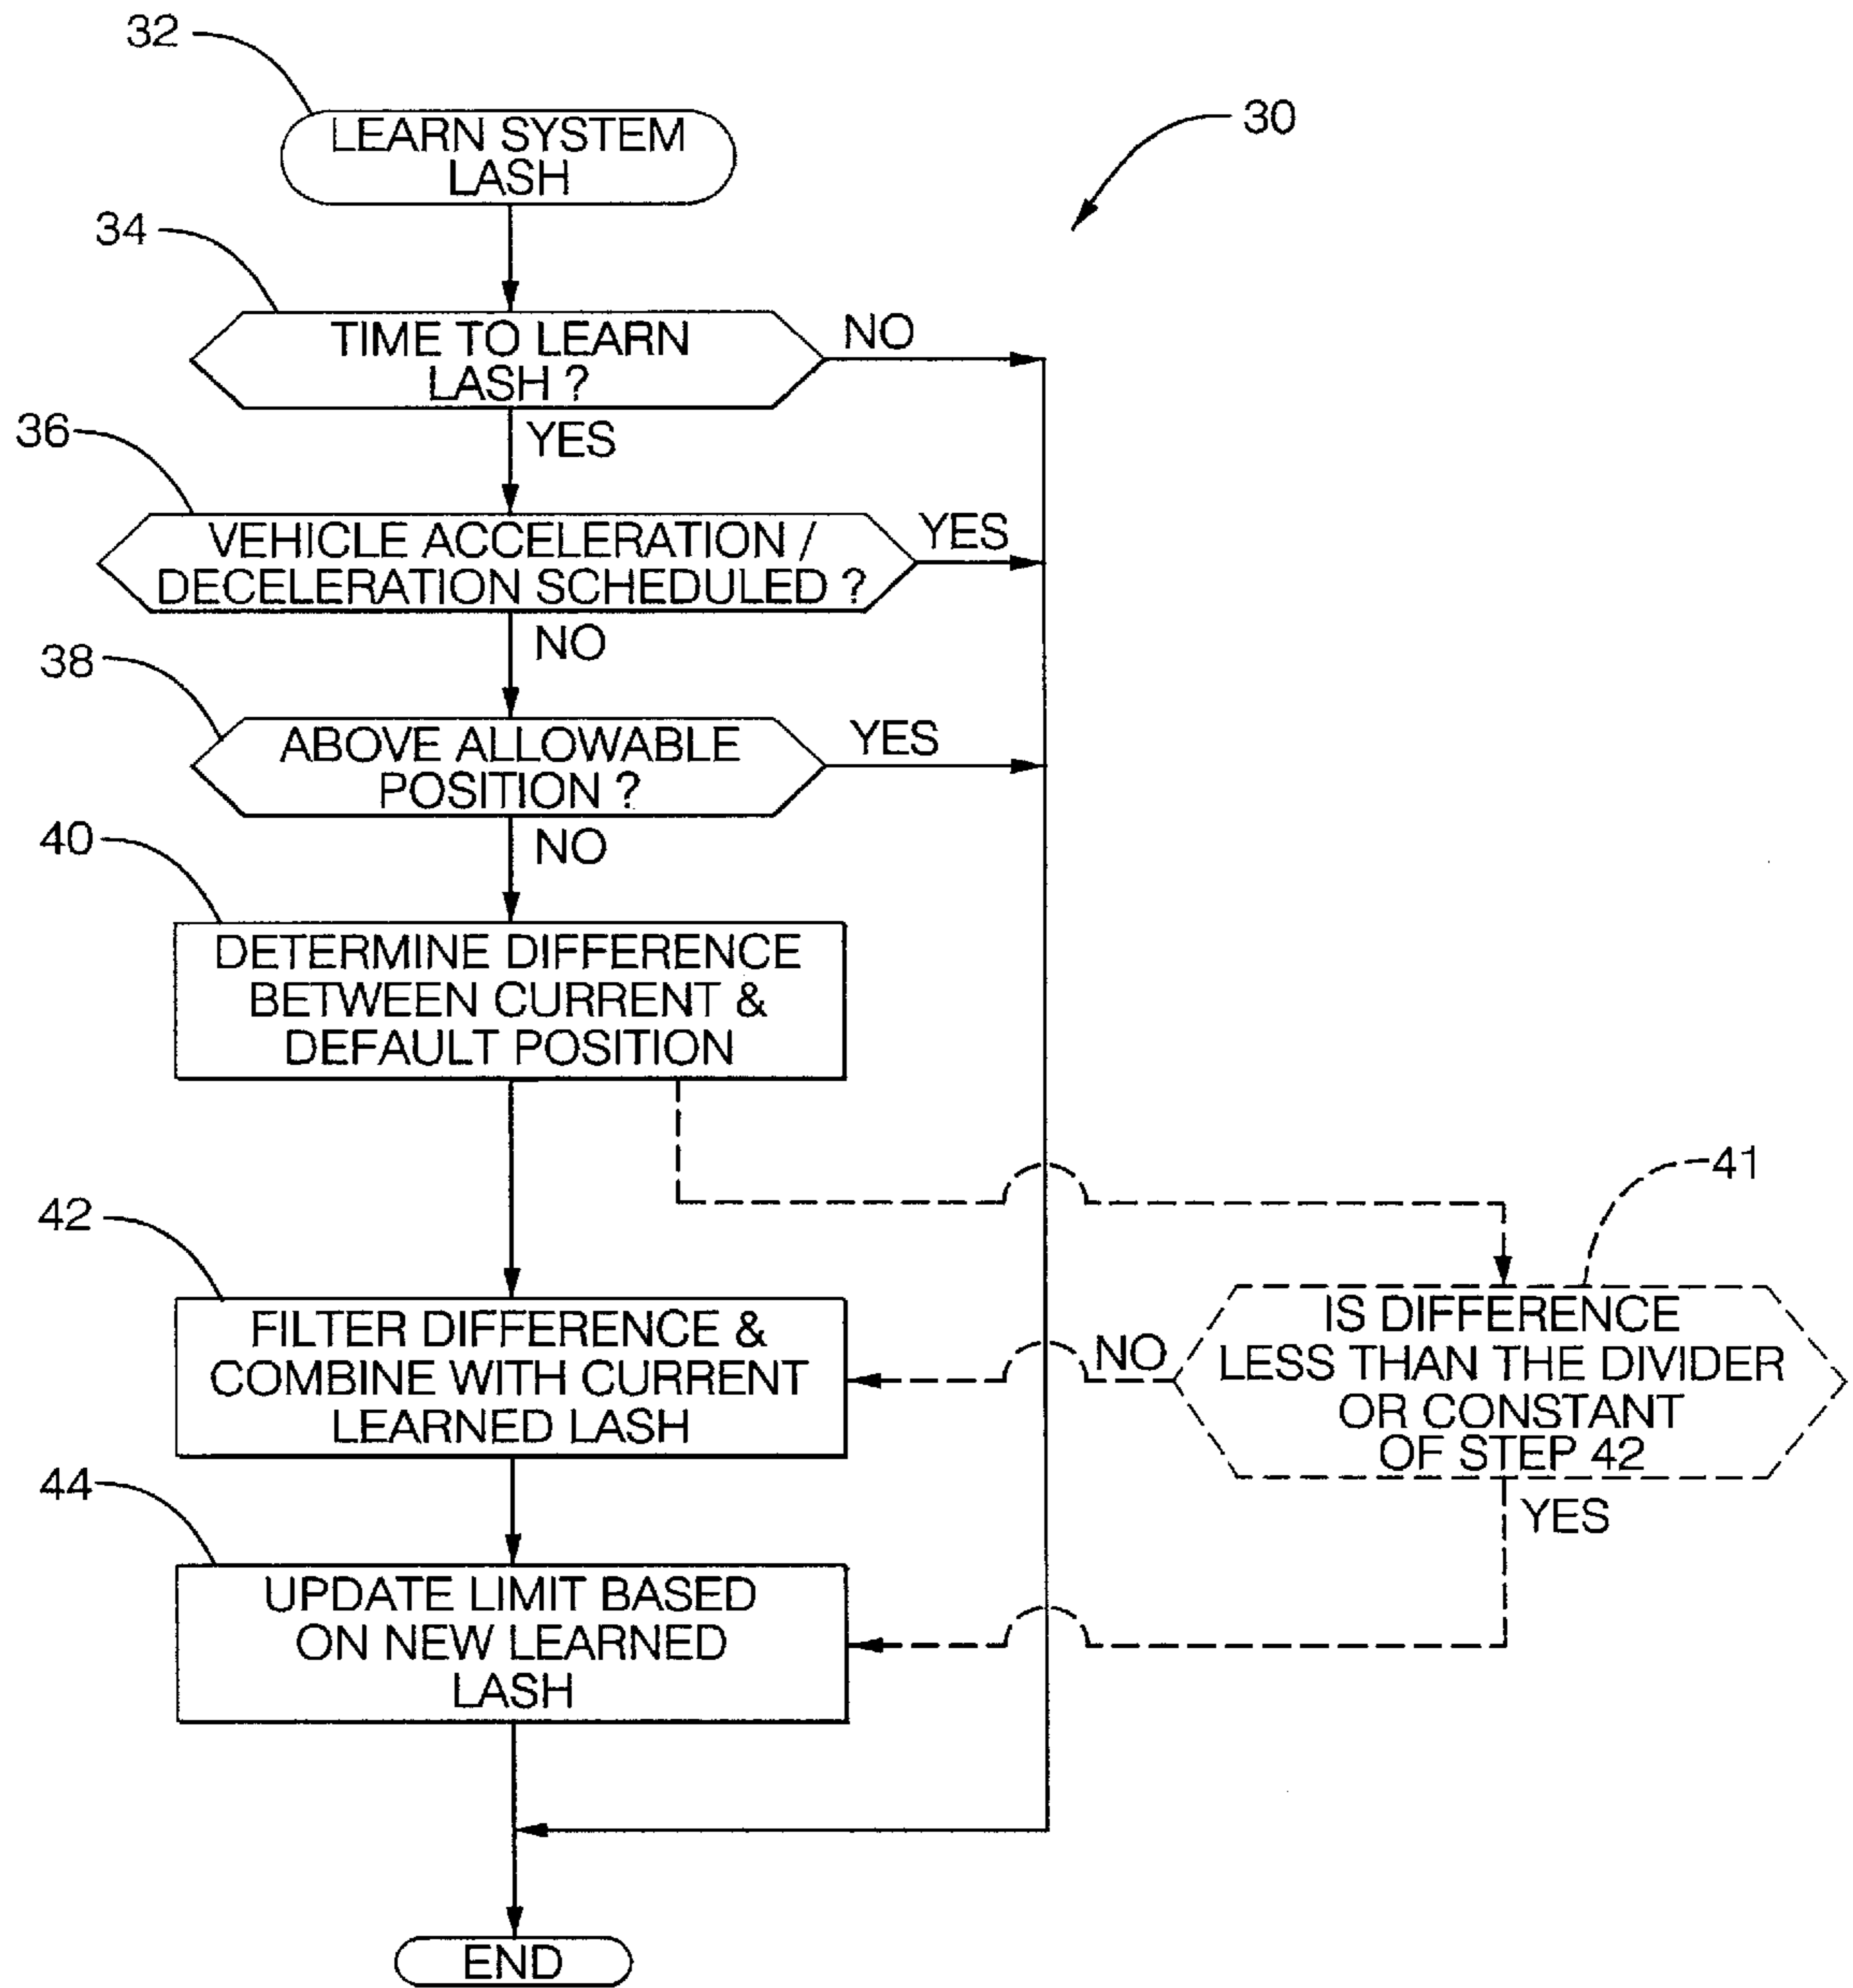 32
LEARN SYSTEM
LASH
30
34
TIME TO LEARN
LASH ?
NO
YES
36
VEHICLE ACCELERATION /
DECELERATION SCHEDULED ?
YES
NO
38
ABOVE ALLOWABLE
POSITION ?
YES
NO
40
DETERMINE DIFFERENCE
BETWEEN CURRENT &
DEFAULT POSITION
41
IS DIFFERENCE
LESS THAN THE DIVIDER
OR CONSTANT
OF STEP 42
NO
YES
42
FILTER DIFFERENCE &
COMBINE WITH CURRENT
LEARNED LASH
44
UPDATE LIMIT BASED
ON NEW LEARNED
LASH
END